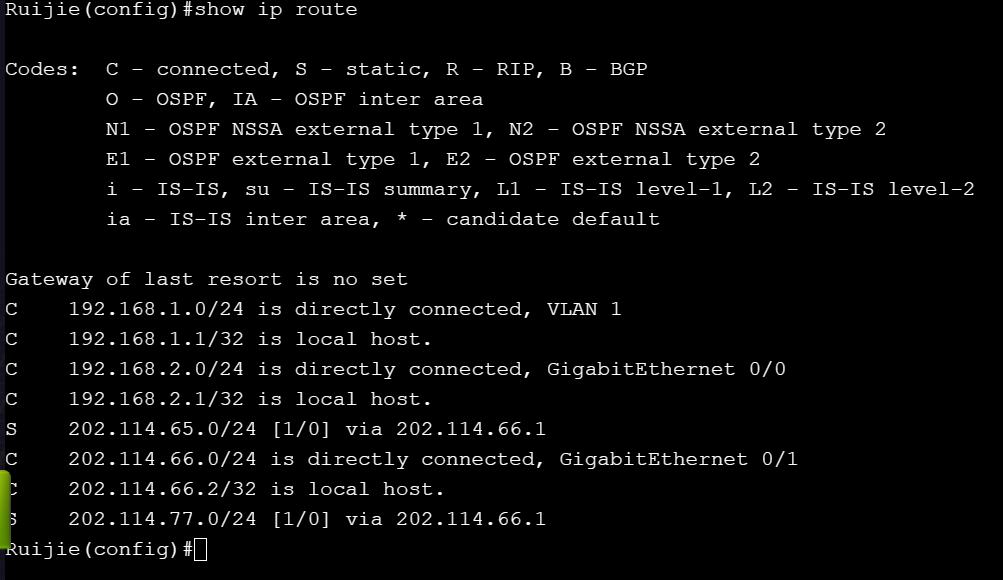 Ruijie(config)#show ip route
Codes:  C - connected, S - static, R - RIP, B - BGP
        O - OSPF, IA - OSPF inter area
        N1 - OSPF NSSA external type 1, N2 - OSPF NSSA external type 2
        E1 - OSPF external type 1, E2 - OSPF external type 2
        i - IS-IS, su - IS-IS summary, L1 - IS-IS level-1, L2 - IS-IS level-2
        ia - IS-IS inter area, * - candidate default
Gateway of last resort is no set
C    192.168.1.0/24 is directly connected, VLAN 1
C    192.168.1.1/32 is local host.
C    192.168.2.0/24 is directly connected, GigabitEthernet 0/0
C    192.168.2.1/32 is local host.
S    202.114.65.0/24 [1/0] via 202.114.66.1
C    202.114.66.0/24 is directly connected, GigabitEthernet 0/1
C    202.114.66.2/32 is local host.
S    202.114.77.0/24 [1/0] via 202.114.66.1
Ruijie(config)#